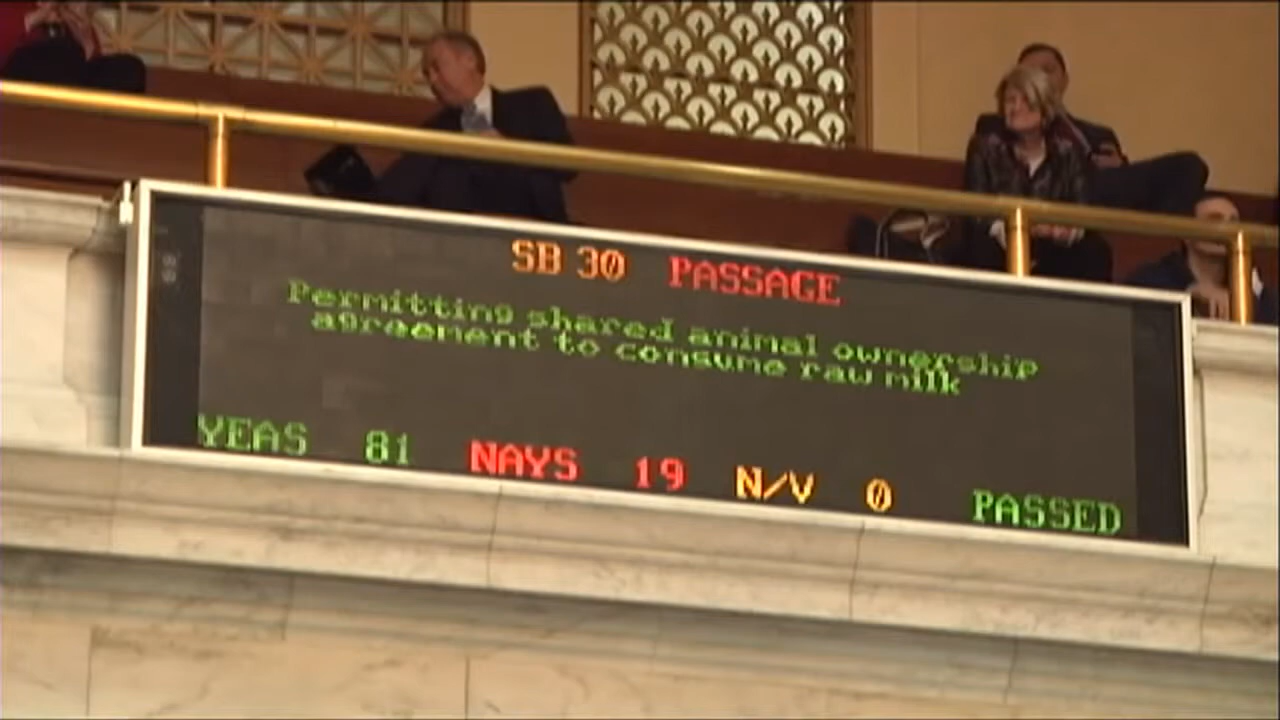 SB 30 PASSAGE
Permitting shared animal ownership
agreement to consume raw milk
YEAS 81 NAYS 19 N/V 0 PASSED